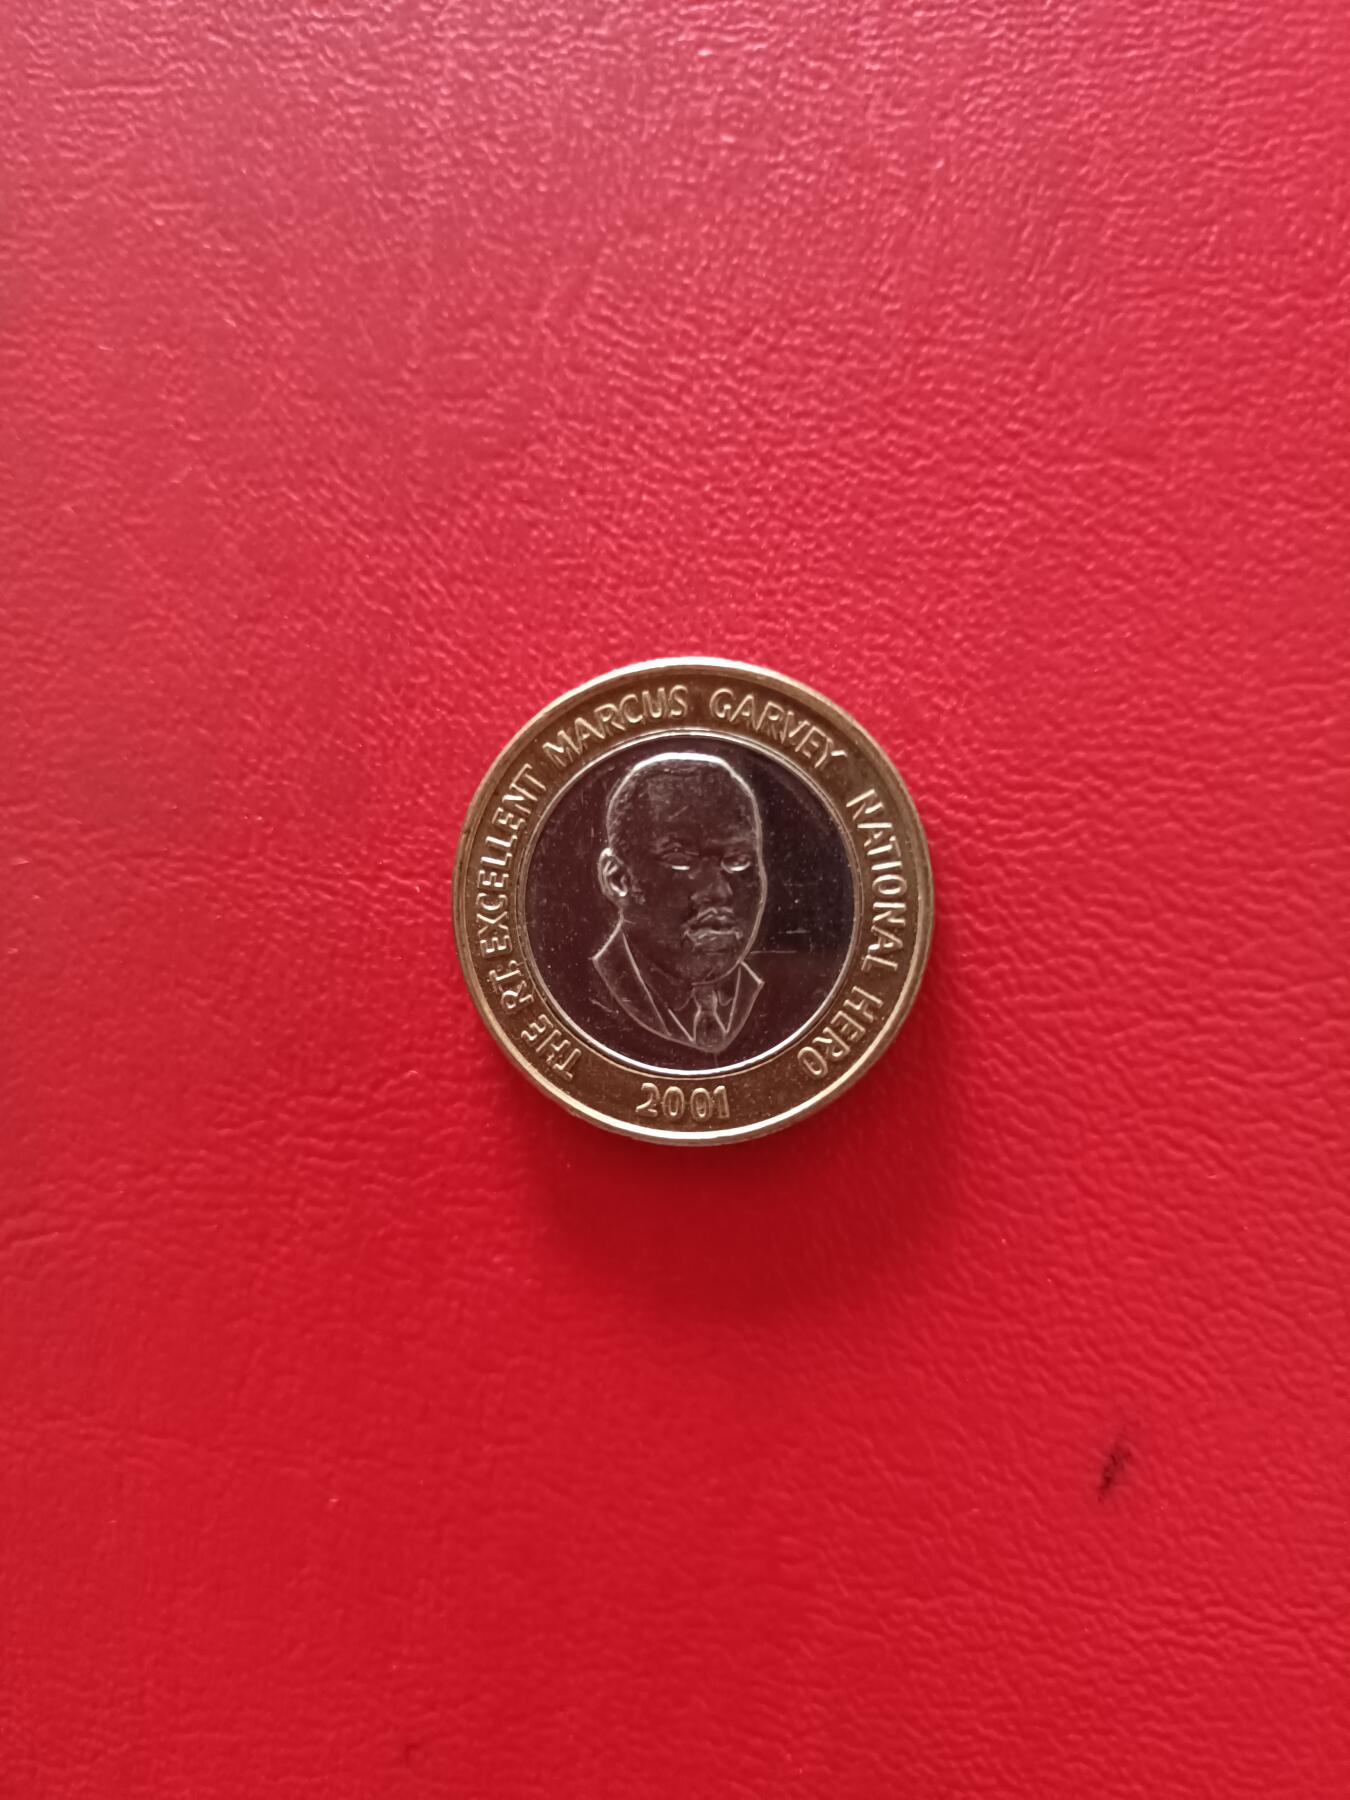 THE RT. EXCELLENT MARCUS GARVEY NATIONAL HERO
2001